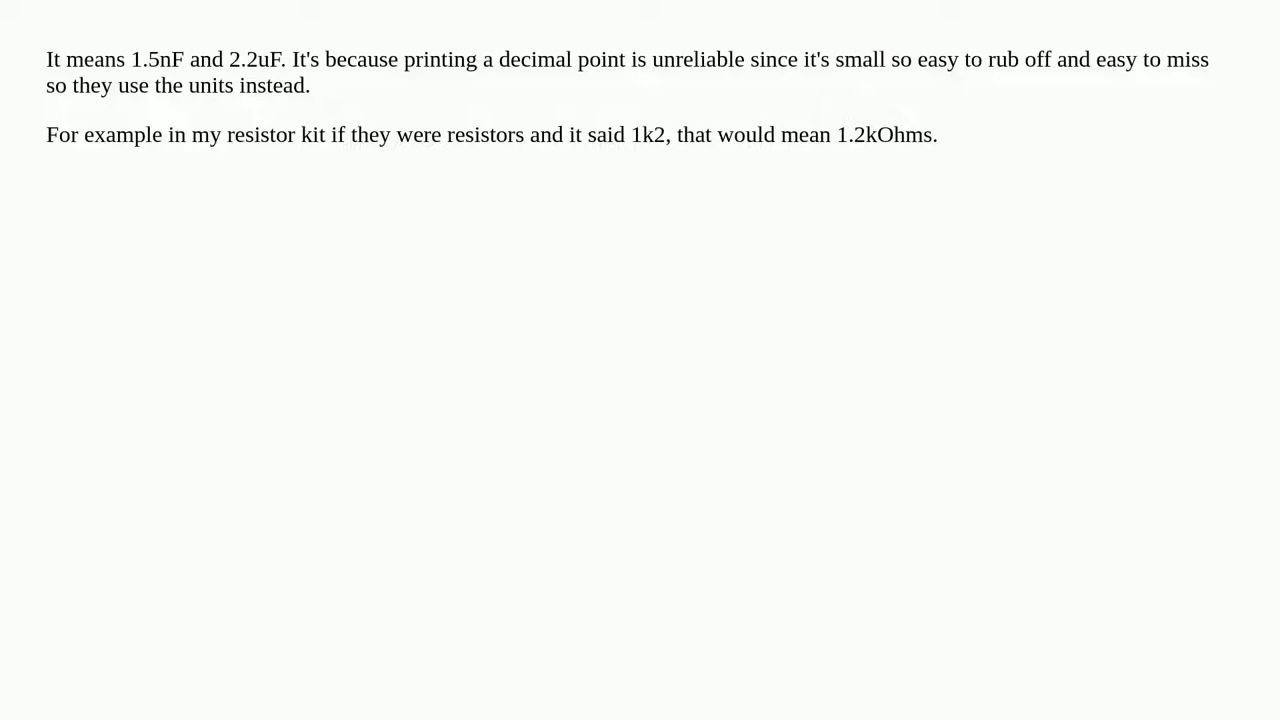 It means 1.5nF and 2.2uF. It's because printing a decimal point is unreliable since it's small so easy to rub off and easy to miss
so they use the units instead.
For example in my resistor kit if they were resistors and it said 1k2, that would mean 1.2kOhms.